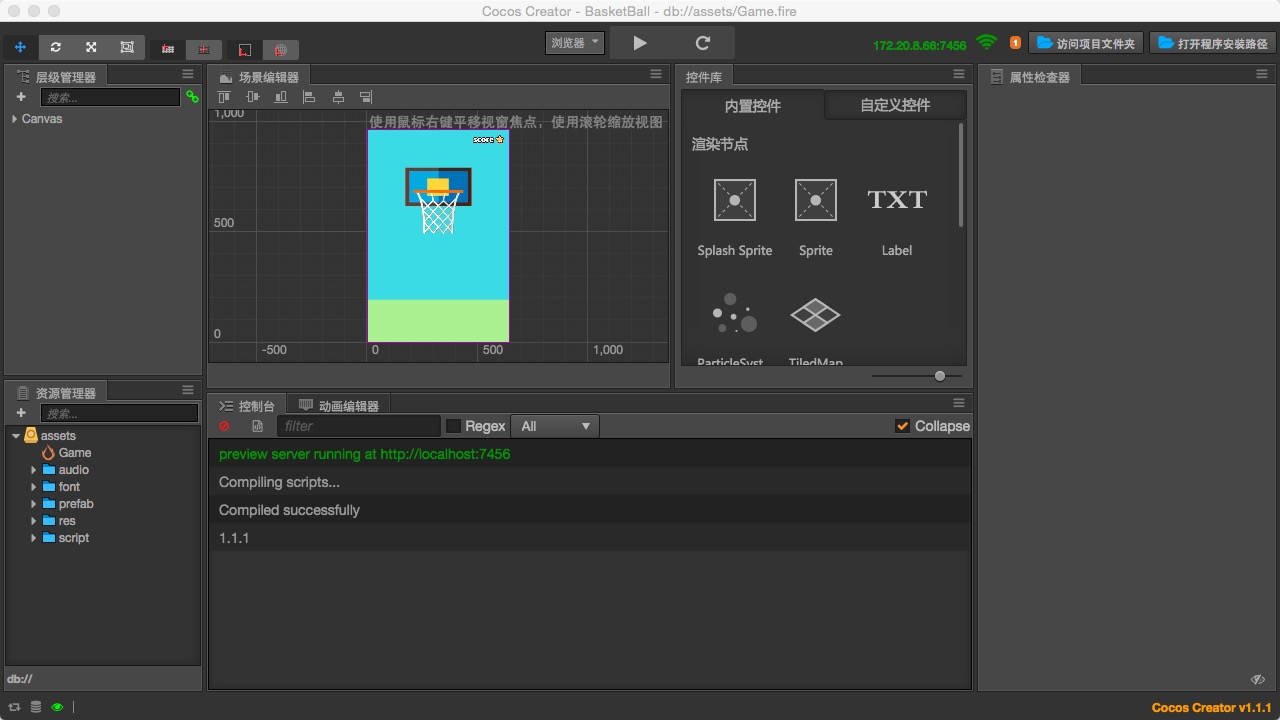 Cocos Creator - BasketBall - db://assets/Game.fire
浏览器
172.20.8.66:7456
1
访问项目文件夹
打开程序安装路径
层级管理器
搜索...
Canvas
场景编辑器
使用鼠标右键平移视窗焦点，使用滚轮缩放视图
1,000
500
0
-500
0
500
1,000
score
控件库
内置控件
自定义控件
渲染节点
TXT
Splash Sprite
Sprite
Label
ParticleSyst
TiledMap
属性检查器
资源管理器
搜索...
assets
Game
audio
font
prefab
res
script
db://
控制台
动画编辑器
filter
Regex
All
Collapse
preview server running at http://localhost:7456
Compiling scripts...
Compiled successfully
1.1.1
Cocos Creator v1.1.1